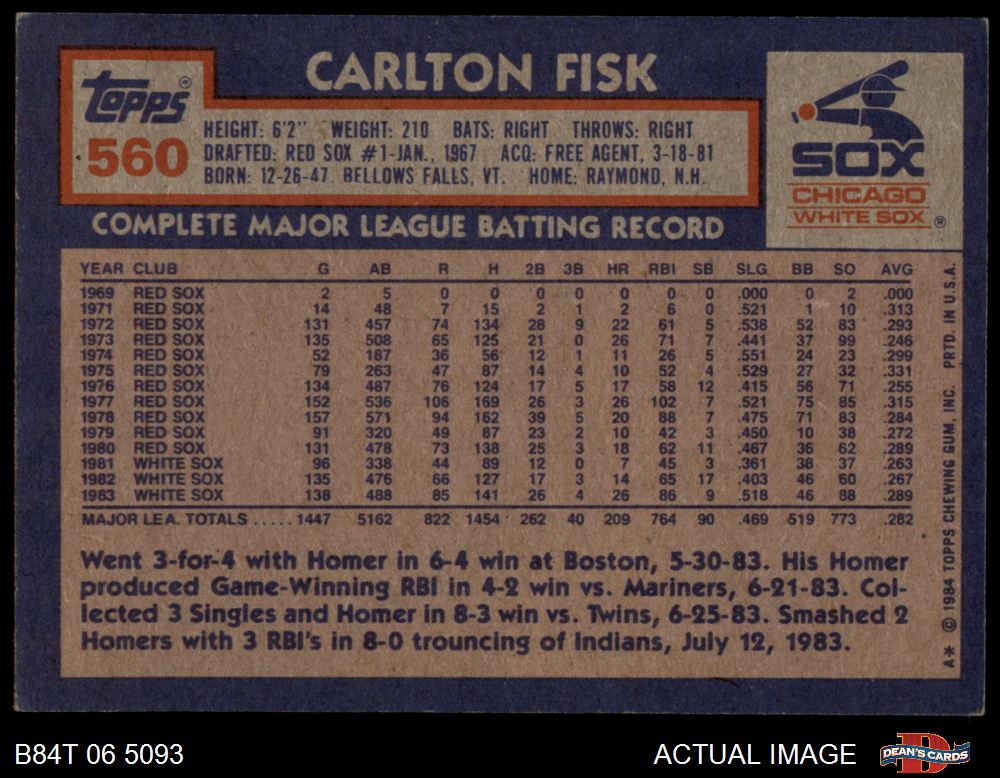 CARLTON FISK
Topps®
560
HEIGHT: 6'2" WEIGHT: 210 BATS: RIGHT THROWS: RIGHT
DRAFTED: RED SOX #1-JAN., 1967 ACQ: FREE AGENT, 3-18-81
BORN: 12-26-47 BELLOWS FALLS, VT. HOME: RAYMOND, N.H.
SOX
CHICAGO
WHITE SOX ®
COMPLETE MAJOR LEAGUE BATTING RECORD
YEAR CLUB G AB R H 2B 3B HR RBI SB SLG BB SO AVG
1969 RED SOX 2 5 0 0 0 0 0 0 0 .000 0 2 .000
1971 RED SOX 14 48 7 15 2 1 2 6 0 .521 1 10 .313
1972 RED SOX 131 457 74 134 28 9 22 61 5 .538 52 83 .293
1973 RED SOX 135 508 65 125 21 0 26 71 7 .441 37 99 .246
1974 RED SOX 52 187 36 56 12 1 11 26 5 .551 24 23 .299
1975 RED SOX 79 263 47 87 14 4 10 52 4 .529 27 32 .331
1976 RED SOX 134 487 76 124 17 5 17 58 12 .415 56 71 .255
1977 RED SOX 152 536 106 169 26 3 26 102 7 .521 75 85 .315
1978 RED SOX 157 571 94 162 39 5 20 88 7 .475 71 83 .284
1979 RED SOX 91 320 49 87 23 2 10 42 3 .450 10 38 .272
1980 RED SOX 131 478 73 138 25 3 18 62 11 .467 36 62 .289
1981 WHITE SOX 96 338 44 89 12 0 7 45 3 .361 38 37 .263
1982 WHITE SOX 135 476 66 127 17 3 14 65 17 .403 46 60 .267
1983 WHITE SOX 138 488 85 141 26 4 26 86 9 .518 46 88 .289
MAJOR LEA. TOTALS ..... 1447 5162 822 1454 262 40 209 764 90 .469 519 773 .282
Went 3-for-4 with Homer in 6-4 win at Boston, 5-30-83. His Homer
produced Game-Winning RBI in 4-2 win vs. Mariners, 6-21-83. Col-
lected 3 Singles and Homer in 8-3 win vs. Twins, 6-25-83. Smashed 2
Homers with 3 RBI's in 8-0 trouncing of Indians, July 12, 1983.
A* © 1984 TOPPS CHEWING GUM, INC. PRTD. IN U.S.A.
B84T 06 5093
ACTUAL IMAGE
DEAN'S CARDS